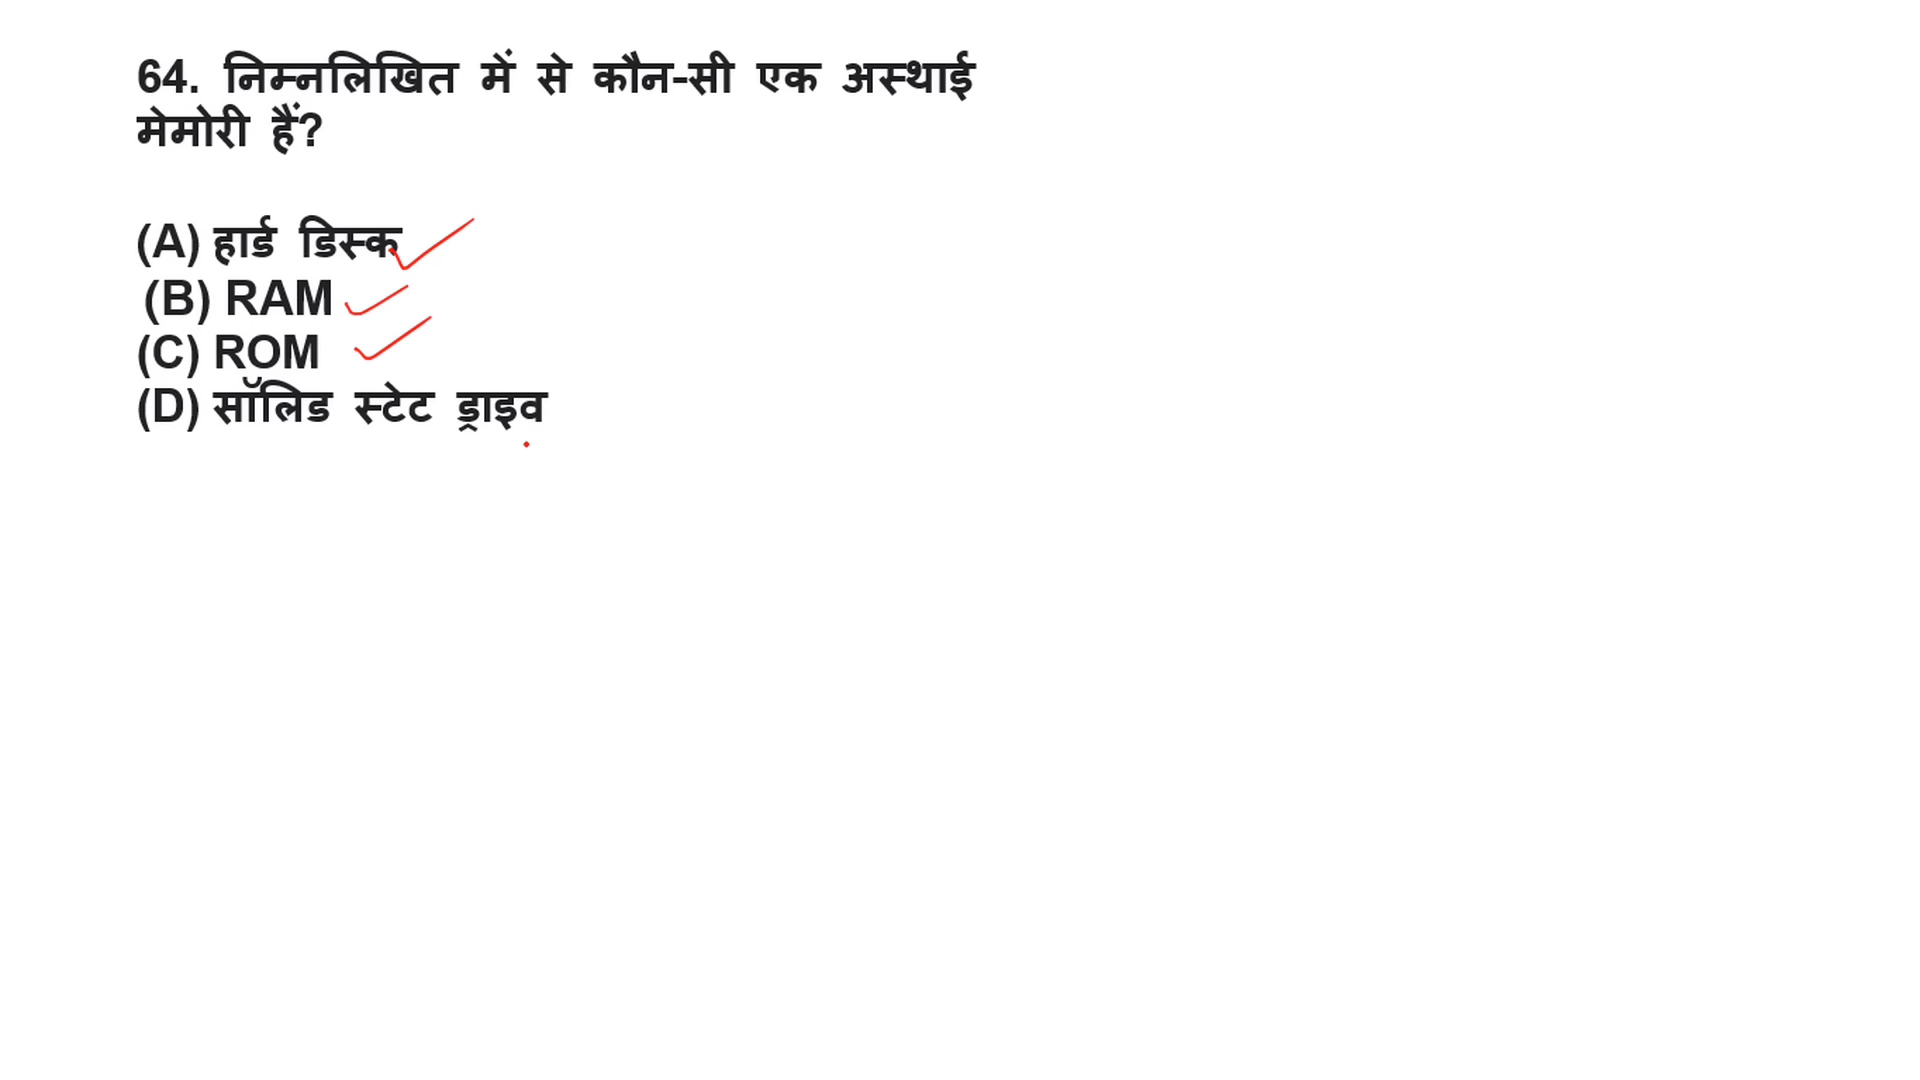 64. निम्नलिखित में से कौन-सी एक अस्थाई
मेमोरी हैं?
(A) हार्ड डिस्क
(B) RAM
(C) ROM
(D) सॉलिड स्टेट ड्राइव